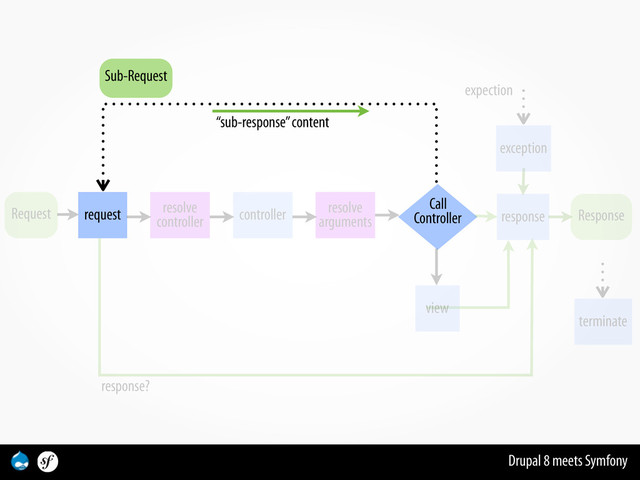 Sub-Request
expection
“sub-response” content
exception
Request
request
resolve
controller
controller
resolve
arguments
Call
Controller
response
Response
view
terminate
response?
sf
Drupal 8 meets Symfony